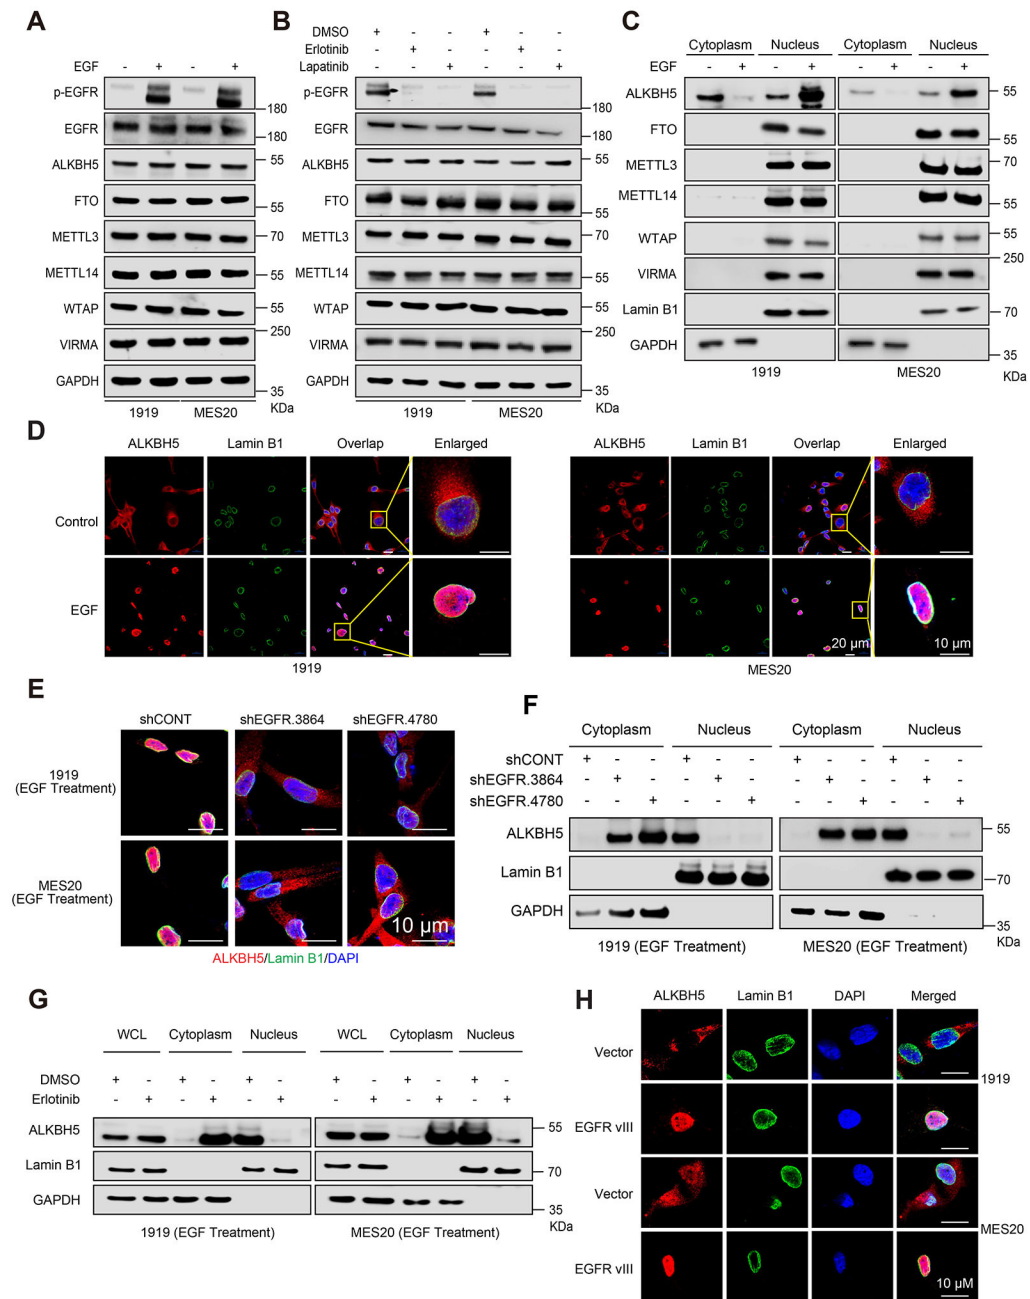 A
EGF - + - +
p-EGFR
180
EGFR
180
ALKBH5
55
FTO
55
METTL3
70
METTL14
55
WTAP
55
250
VIRMA
GAPDH
35
1919 MES20 KDa
B
DMSO + - - + - -
Erlotinib - + - - + -
Lapatinib - - + - - +
p-EGFR
180
EGFR
180
ALKBH5
55
FTO
55
METTL3
70
METTL14
55
WTAP
55
250
VIRMA
GAPDH
35
1919 MES20 KDa
C
Cytoplasm Nucleus Cytoplasm Nucleus
EGF - + - + - + - +
ALKBH5
55
FTO
55
METTL3
70
METTL14
55
WTAP
55
250
VIRMA
Lamin B1
70
GAPDH
35
1919 MES20 KDa
D
ALKBH5 Lamin B1 Overlap Enlarged ALKBH5 Lamin B1 Overlap Enlarged
Control
EGF
20 µm 10 µm
1919 MES20
E
shCONT shEGFR.3864 shEGFR.4780
1919
(EGF Treatment)
MES20
(EGF Treatment)
10 µm
ALKBH5/Lamin B1/DAPI
F
Cytoplasm Nucleus Cytoplasm Nucleus
shCONT + - - + - - + - - + - -
shEGFR.3864 - + - - + - - + - - + -
shEGFR.4780 - - + - - + - - + - - +
ALKBH5
55
Lamin B1
70
GAPDH
35
KDa
1919 (EGF Treatment) MES20 (EGF Treatment)
G
WCL Cytoplasm Nucleus WCL Cytoplasm Nucleus
DMSO + - + - + - + - + - + -
Erlotinib - + - + - + - + - + - +
ALKBH5
55
Lamin B1
70
GAPDH
35
1919 (EGF Treatment) MES20 (EGF Treatment) KDa
H
ALKBH5 Lamin B1 DAPI Merged
Vector
1919
EGFR vIII
Vector
MES20
EGFR vIII
10 µM